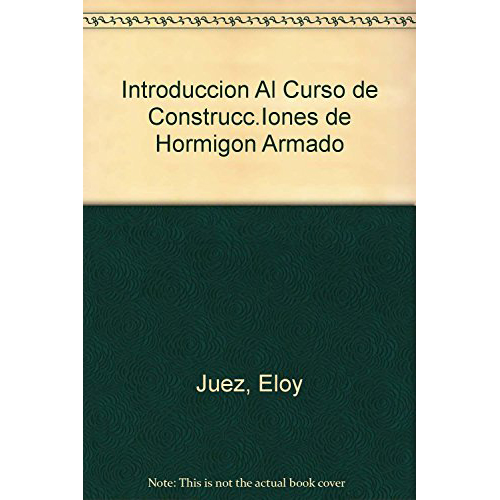 Introduccion Al Curso de
Construcc.Iones de
Hormigon Armado
Juez, Eloy
Note: This is not the actual book cover